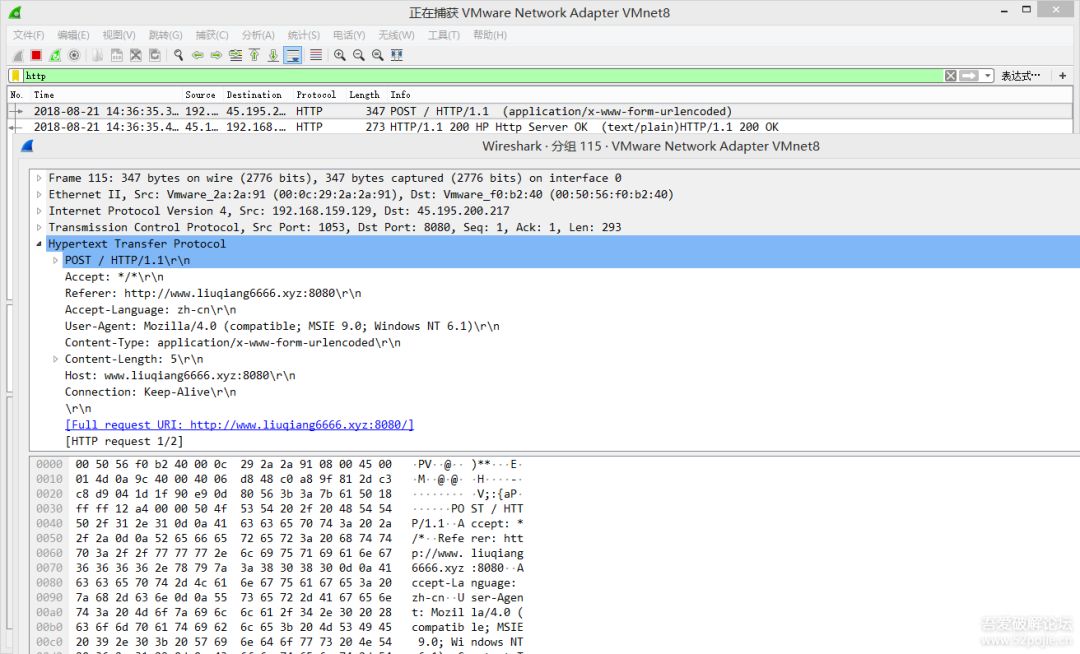 正在捕获 VMware Network Adapter VMnet8
文件(F) 编辑(E) 视图(V) 跳转(G) 捕获(C) 分析(A) 统计(S) 电话(Y) 无线(W) 工具(T) 帮助(H)
http 表达式… +
No. Time Source Destination Protocol Length Info
2018-08-21 14:36:35.3… 192.… 45.195.2… HTTP 347 POST / HTTP/1.1 (application/x-www-form-urlencoded)
2018-08-21 14:36:35.4… 45.1… 192.168.… HTTP 273 HTTP/1.1 200 HP Http Server OK (text/plain)HTTP/1.1 200 OK
Wireshark · 分组 115 · VMware Network Adapter VMnet8
Frame 115: 347 bytes on wire (2776 bits), 347 bytes captured (2776 bits) on interface 0
Ethernet II, Src: Vmware_2a:2a:91 (00:0c:29:2a:2a:91), Dst: Vmware_f0:b2:40 (00:50:56:f0:b2:40)
Internet Protocol Version 4, Src: 192.168.159.129, Dst: 45.195.200.217
Transmission Control Protocol, Src Port: 1053, Dst Port: 8080, Seq: 1, Ack: 1, Len: 293
Hypertext Transfer Protocol
POST / HTTP/1.1\r\n
Accept: */*\r\n
Referer: http://www.liuqiang6666.xyz:8080\r\n
Accept-Language: zh-cn\r\n
User-Agent: Mozilla/4.0 (compatible; MSIE 9.0; Windows NT 6.1)\r\n
Content-Type: application/x-www-form-urlencoded\r\n
Content-Length: 5\r\n
Host: www.liuqiang6666.xyz:8080\r\n
Connection: Keep-Alive\r\n
\r\n
[Full request URI: http://www.liuqiang6666.xyz:8080/]
[HTTP request 1/2]
0000 00 50 56 f0 b2 40 00 0c 29 2a 2a 91 08 00 45 00 ·PV··@·· )**···E·
0010 01 4d 0a 9c 40 00 40 06 d8 48 c0 a8 9f 81 2d c3 ·M··@·@· ·H····-·
0020 c8 d9 04 1d 1f 90 e9 0d 80 56 3b 3a 7b 61 50 18 ········ ·V;:{aP·
0030 ff ff 12 a4 00 00 50 4f 53 54 20 2f 20 48 54 54 ······PO ST / HTT
0040 50 2f 31 2e 31 0d 0a 41 63 63 65 70 74 3a 20 2a P/1.1··A ccept: *
0050 2f 2a 0d 0a 52 65 66 65 72 65 72 3a 20 68 74 74 /*··Refe rer: htt
0060 70 3a 2f 2f 77 77 77 2e 6c 69 75 71 69 61 6e 67 p://www. liuqiang
0070 36 36 36 36 2e 78 79 7a 3a 38 30 38 30 0d 0a 41 6666.xyz :8080··A
0080 63 63 65 70 74 2d 4c 61 6e 67 75 61 67 65 3a 20 ccept-La nguage:
0090 7a 68 2d 63 6e 0d 0a 55 73 65 72 2d 41 67 65 6e zh-cn··U ser-Agen
00a0 74 3a 20 4d 6f 7a 69 6c 6c 61 2f 34 2e 30 20 28 t: Mozil la/4.0 (
00b0 63 6f 6d 70 61 74 69 62 6c 65 3b 20 4d 53 49 45 compatib le; MSIE
00c0 20 39 2e 30 3b 20 57 69 6e 64 6f 77 73 20 4e 54 9.0; Wi ndows NT
吾爱破解论坛
www.52pojie.cn